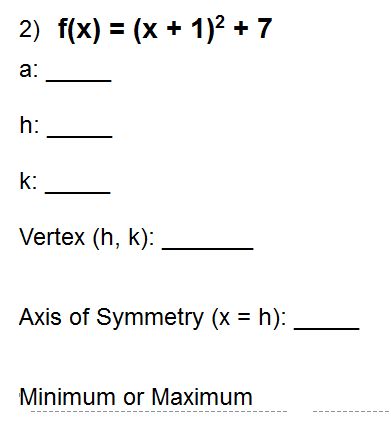 2) f(x) = (x + 1)² + 7
a: _____
h: _____
k: _____
Vertex (h, k): _______
Axis of Symmetry (x = h): _____
Minimum or Maximum